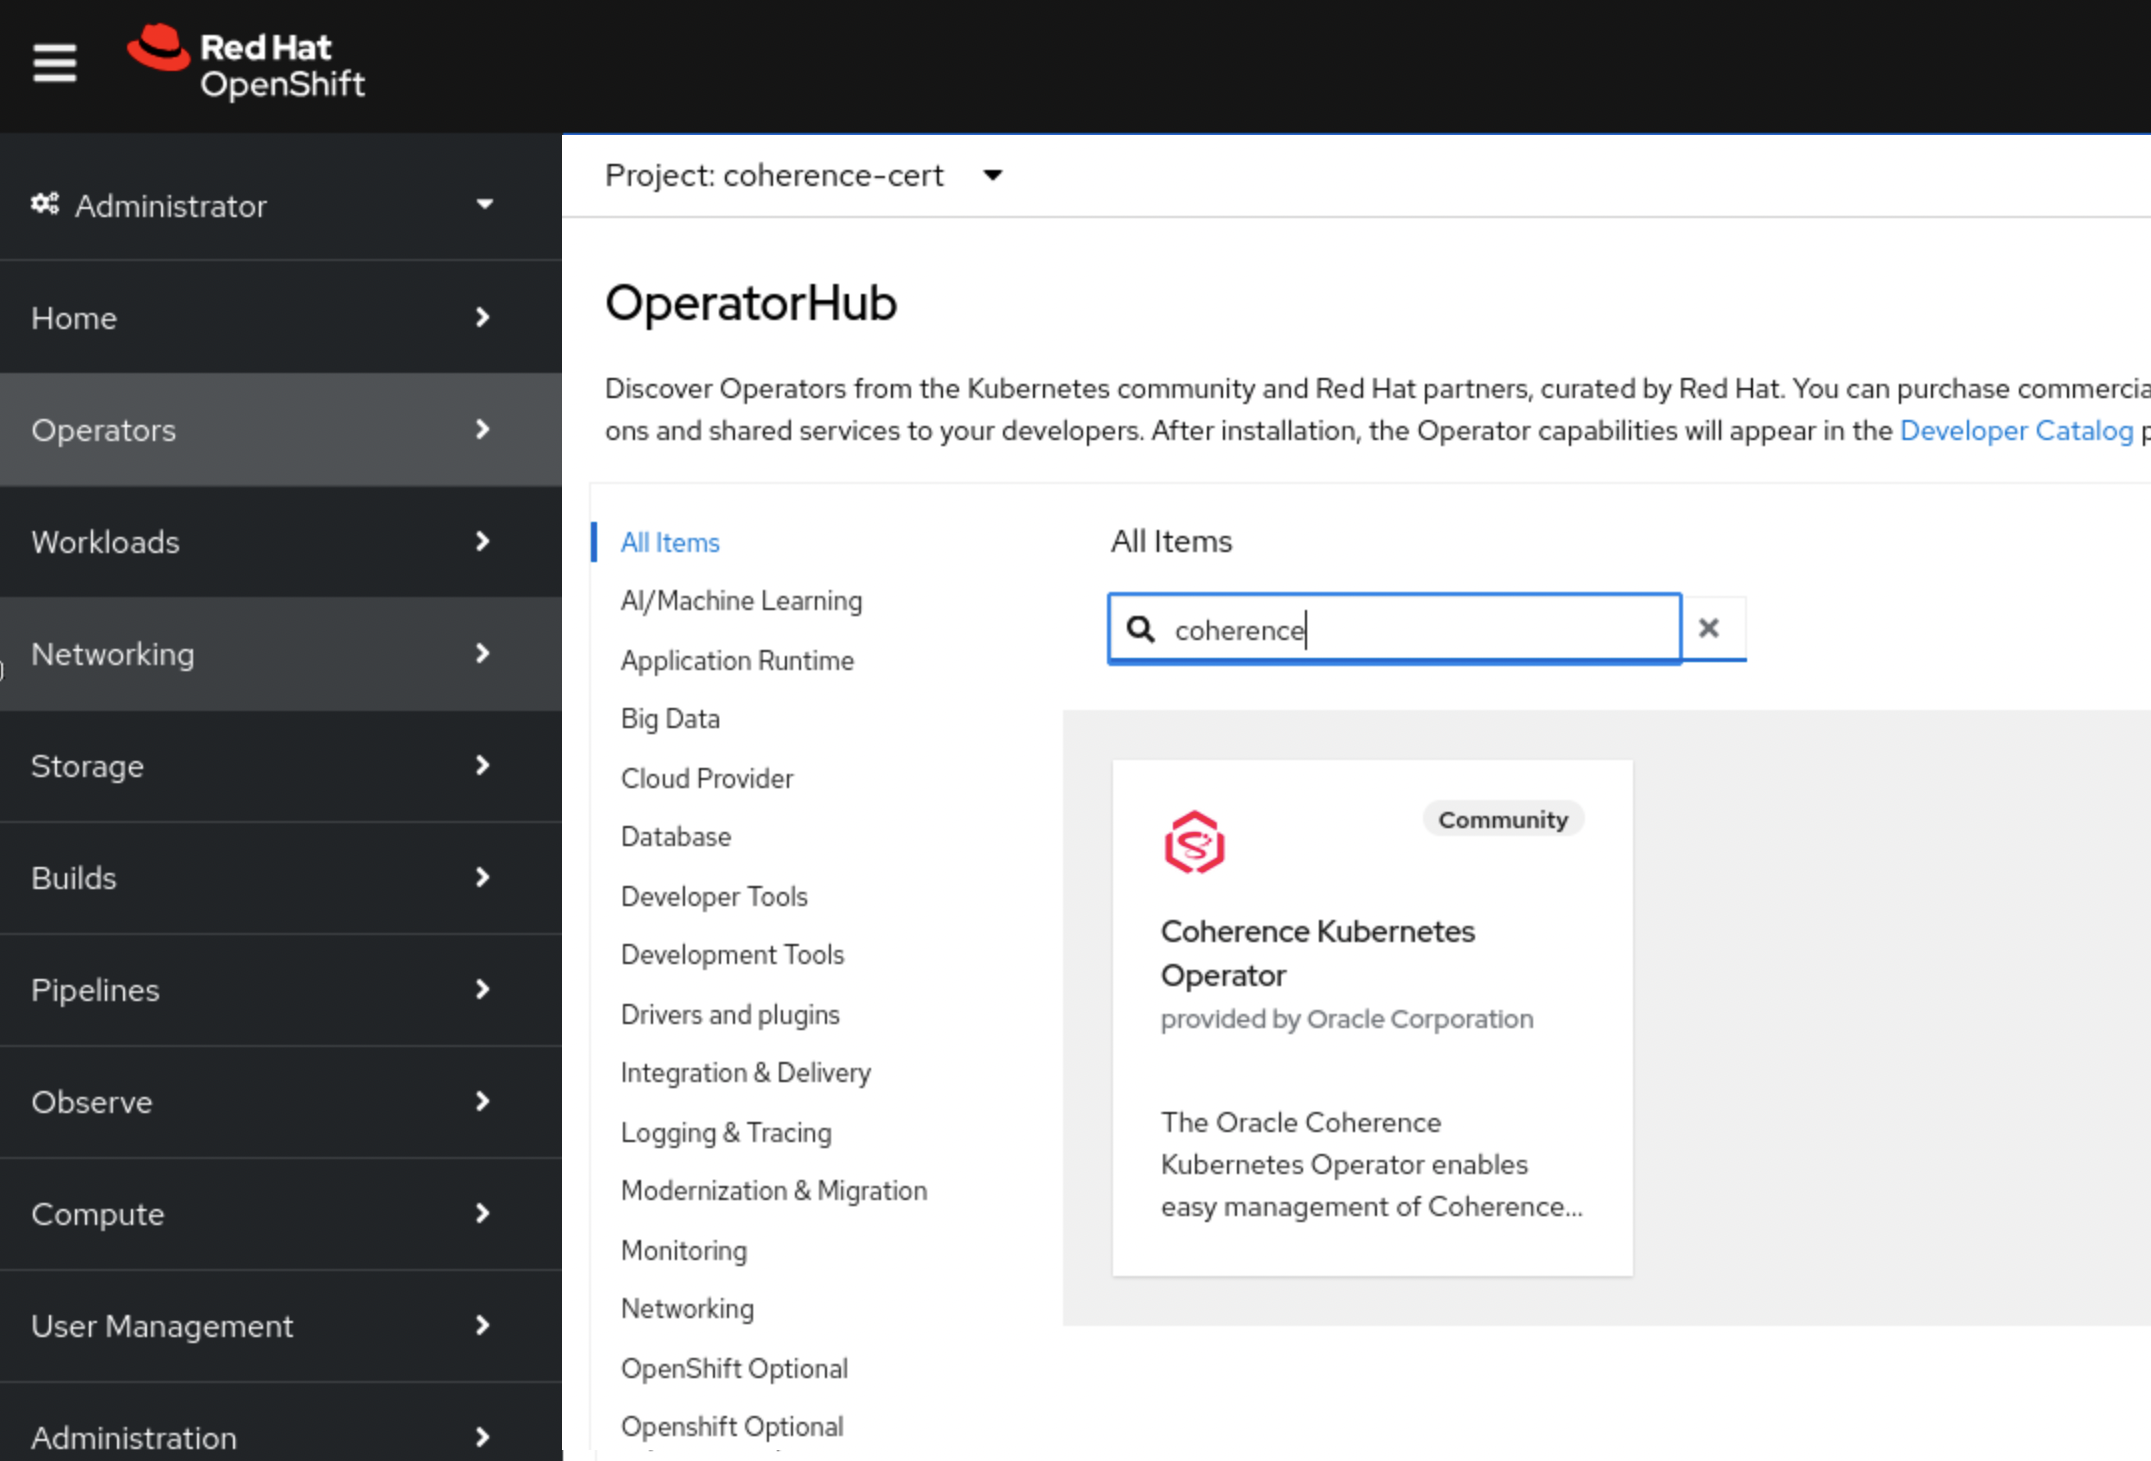 Red Hat
OpenShift
Administrator
Home
Operators
Workloads
Networking
Storage
Builds
Pipelines
Observe
Compute
User Management
Administration
Project: coherence-cert
OperatorHub
Discover Operators from the Kubernetes community and Red Hat partners, curated by Red Hat. You can purchase commercia
ons and shared services to your developers. After installation, the Operator capabilities will appear in the Developer Catalog p
All Items
AI/Machine Learning
Application Runtime
Big Data
Cloud Provider
Database
Developer Tools
Development Tools
Drivers and plugins
Integration & Delivery
Logging & Tracing
Modernization & Migration
Monitoring
Networking
OpenShift Optional
Openshift Optional
All Items
coherence
Community
Coherence Kubernetes
Operator
provided by Oracle Corporation
The Oracle Coherence
Kubernetes Operator enables
easy management of Coherence...